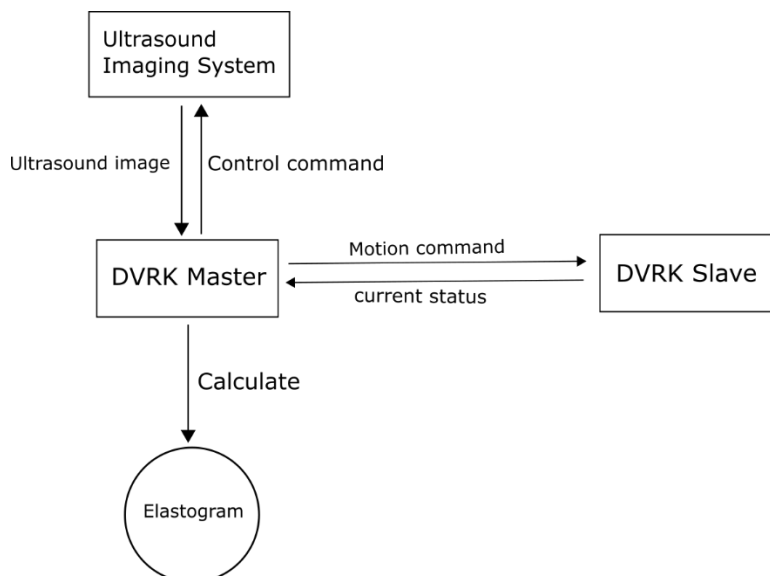 Ultrasound
Imaging System
Ultrasound image
Control command
DVRK Master
Motion command
current status
DVRK Slave
Calculate
Elastogram